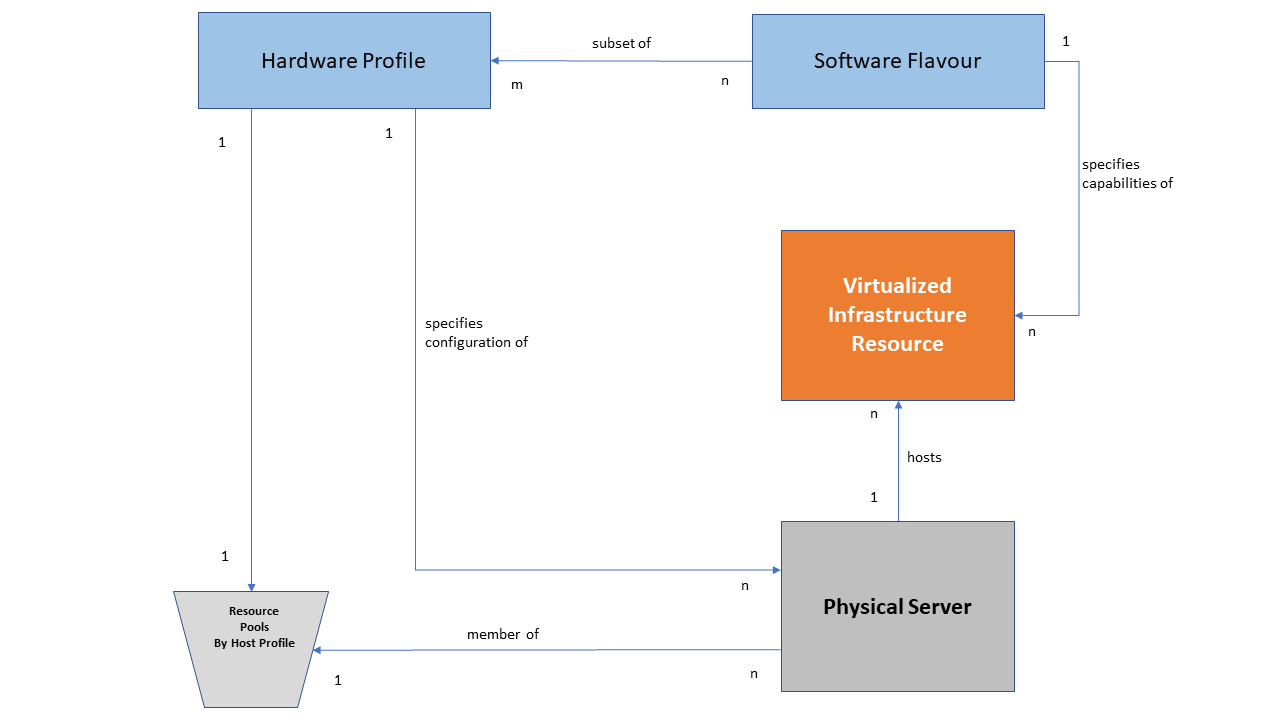 Hardware Profile
subset of
Software Flavour
1
m
n
1
1
specifies
capabilities of
Virtualized
Infrastructure
Resource
n
specifies
configuration of
n
hosts
1
1
n
Resource
Pools
By Host Profile
Physical Server
member of
1
n